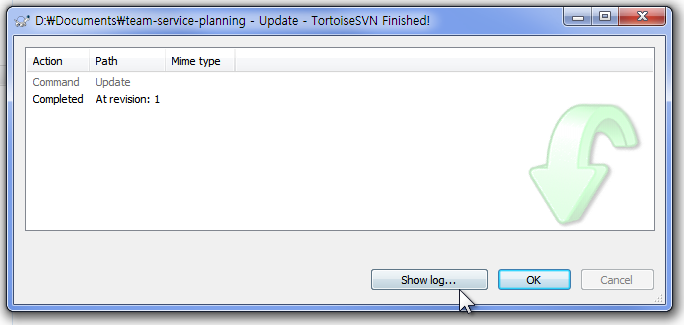 D:₩Documents₩team-service-planning - Update - TortoiseSVN Finished!
Action Path Mime type
Command Update
Completed At revision: 1
Show log... OK Cancel